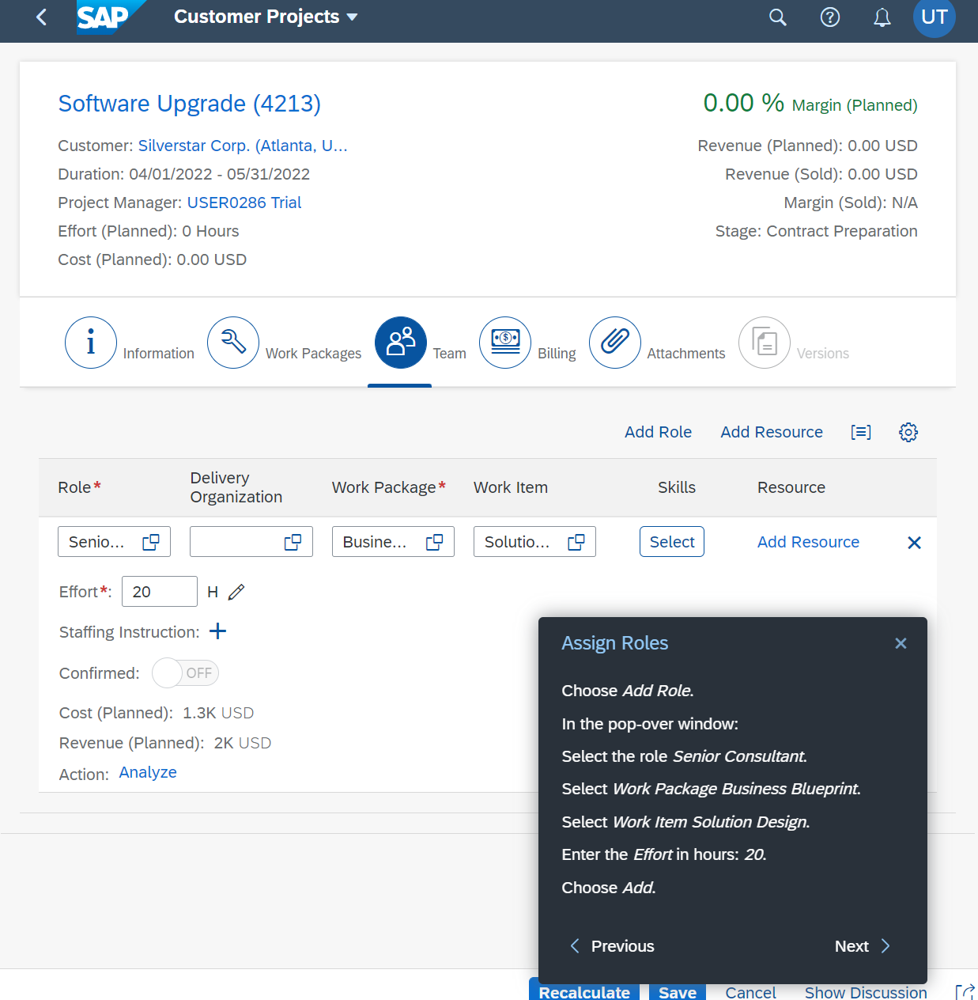 SAP Customer Projects UT
Software Upgrade (4213)
0.00 % Margin (Planned)
Customer: Silverstar Corp. (Atlanta, U...
Revenue (Planned): 0.00 USD
Duration: 04/01/2022 - 05/31/2022
Revenue (Sold): 0.00 USD
Project Manager: USER0286 Trial
Margin (Sold): N/A
Effort (Planned): 0 Hours
Stage: Contract Preparation
Cost (Planned): 0.00 USD
Information Work Packages Team Billing Attachments Versions
Add Role Add Resource
Role* Delivery Organization Work Package* Work Item Skills Resource
Senio... Busine... Solutio... Select Add Resource
Effort*: 20 H
Staffing Instruction:
Confirmed: OFF
Cost (Planned): 1.3K USD
Revenue (Planned): 2K USD
Action: Analyze
Assign Roles
Choose Add Role.
In the pop-over window:
Select the role Senior Consultant.
Select Work Package Business Blueprint.
Select Work Item Solution Design.
Enter the Effort in hours: 20.
Choose Add.
Previous Next
Recalculate Save Cancel Show Discussion